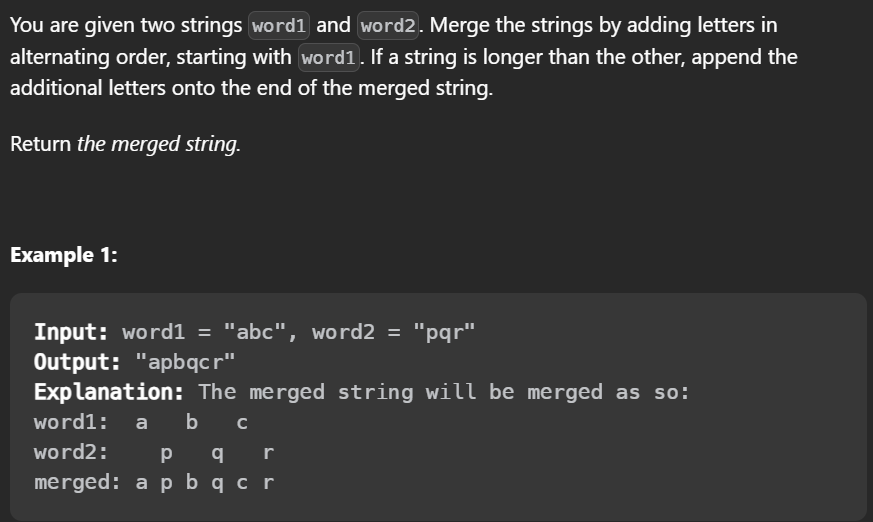 You are given two strings word1 and word2. Merge the strings by adding letters in
alternating order, starting with word1. If a string is longer than the other, append the
additional letters onto the end of the merged string.
Return the merged string.
Example 1:
Input: word1 = "abc", word2 = "pqr"
Output: "apbqcr"
Explanation: The merged string will be merged as so:
word1:  a   b   c
word2:    p   q   r
merged: a p b q c r